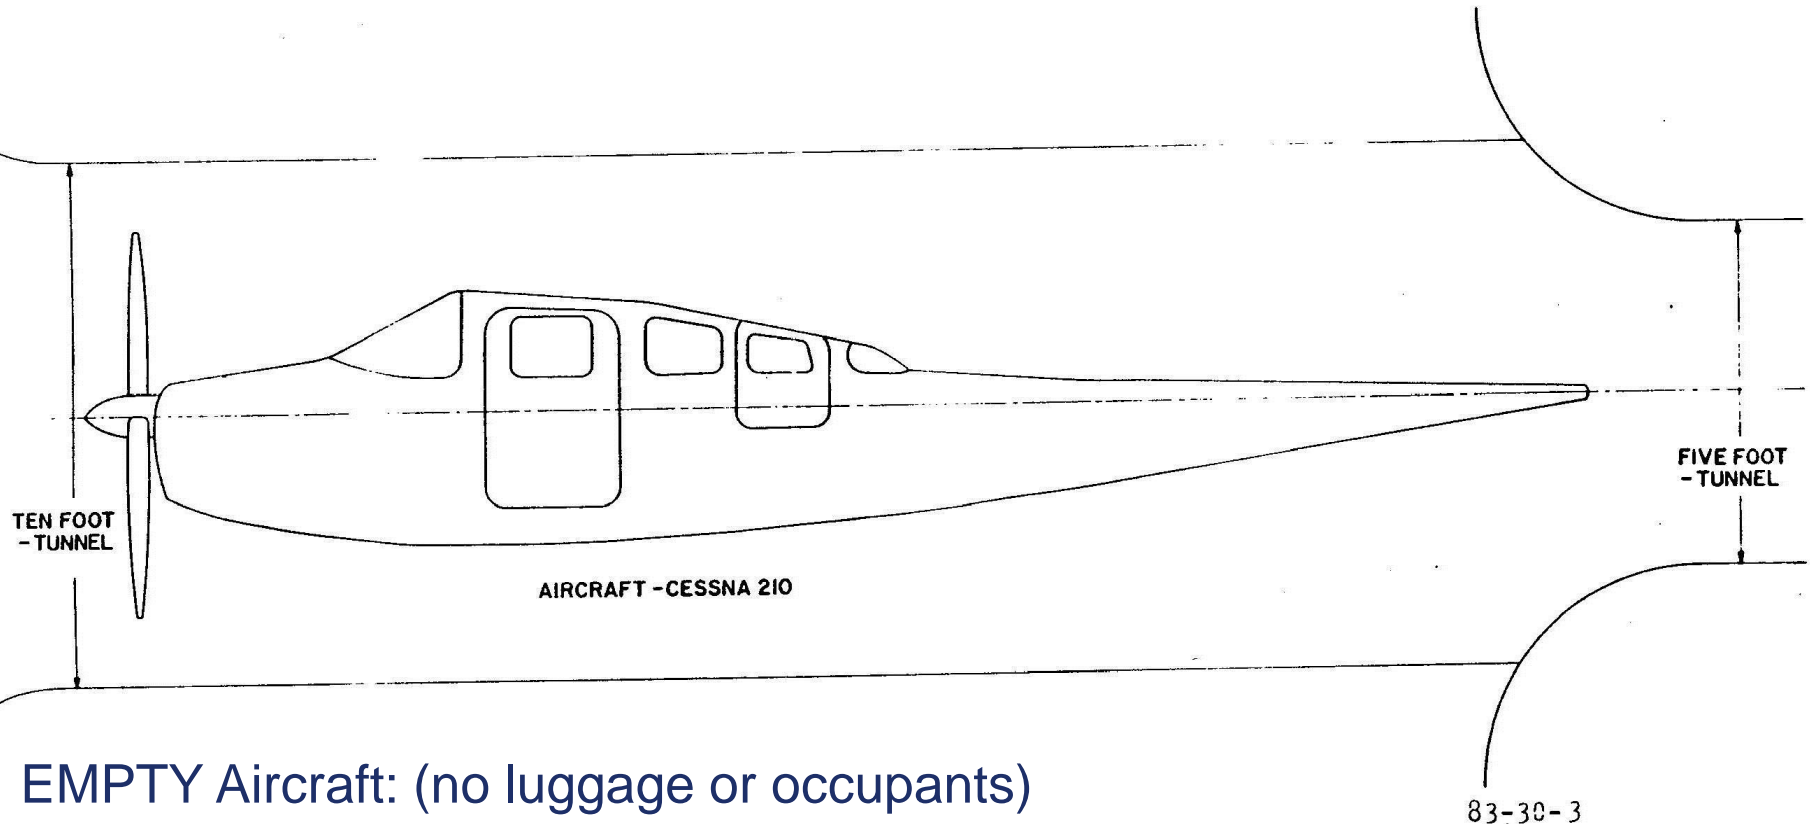 TEN FOOT
-TUNNEL
FIVE FOOT
-TUNNEL
AIRCRAFT-CESSNA 210
EMPTY Aircraft: (no luggage or occupants)
83-30-3